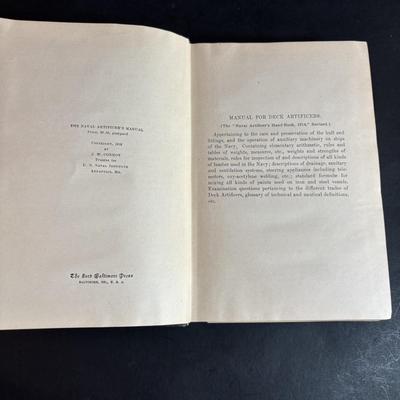 THE NAVAL ARTIFICER'S MANUAL
COPYRIGHT, 1918
BY
J. W. CONROY
Trustee for
U. S. NAVAL INSTITUTE
ANNAPOLIS, MD.
The Lord Baltimore Press
BALTIMORE, MD., U. S. A.
MANUAL FOR DECK ARTIFICERS.
(The "Naval Artificer's Hand-Book, 1914," Revised.)
Appertaining to the care and preservation of the hull and
fittings, and the operation of auxiliary machinery on ships
of the Navy, Containing elementary arithmetic, rules and
tables of weights, measures, etc., weights and strengths of
materials, rules for inspection of and descriptions of all kinds
of lumber used in the Navy; descriptions of drainage, sanitary
and ventilation systems, steering appliances (including tele-
motors, oxy-acetylene welding, etc.; standard formulæ for
mixing all kinds of paints used on iron and steel vessels.
Examination questions pertaining to the different trades of
Deck Artificers, glossary of technical and nautical definitions,
etc.